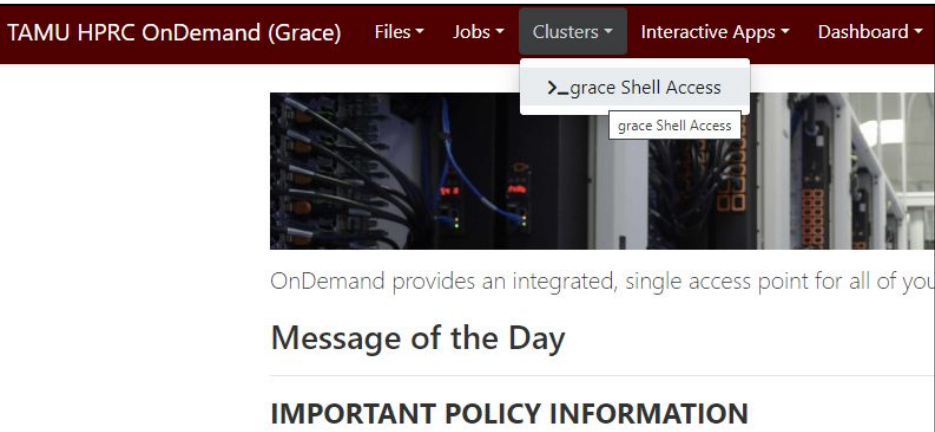 TAMU HPRC OnDemand (Grace) Files Jobs Clusters Interactive Apps Dashboard
>_grace Shell Access
grace Shell Access
OnDemand provides an integrated, single access point for all of you
Message of the Day
IMPORTANT POLICY INFORMATION